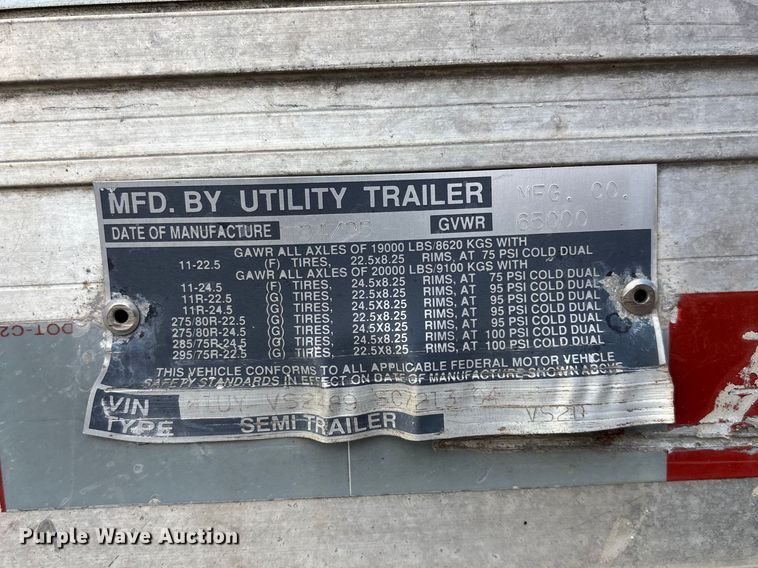 MFD. BY UTILITY TRAILER MFG. CO.
DATE OF MANUFACTURE GVWR 65000
GAWR ALL AXLES OF 19000 LBS/8620 KGS WITH
11-22.5 (F) TIRES, 22.5x8.25 RIMS, AT 75 PSI COLD DUAL
GAWR ALL AXLES OF 20000 LBS/9100 KGS WITH
11-24.5 (F) TIRES, 24.5x8.25 RIMS, AT 75 PSI COLD DUAL
11R-22.5 (G) TIRES, 22.5x8.25 RIMS, AT 95 PSI COLD DUAL
11R-24.5 (G) TIRES, 24.5X8.25 RIMS, AT 95 PSI COLD DUAL
275/80R-22.5 (G) TIRES, 22.5x8.25 RIMS, AT 95 PSI COLD DUAL
275/80R-24.5 (G) TIRES, 24.5X8.25 RIMS, AT 95 PSI COLD DUAL
285/75R-24.5 (G) TIRES, 24.5X8.25 RIMS, AT 100 PSI COLD DUAL
295/75R-22.5 (G) TIRES, 22.5X8.25 RIMS, AT 100 PSI COLD DUAL
THIS VEHICLE CONFORMS TO ALL APPLICABLE FEDERAL MOTOR VEHICLE
SAFETY STANDARDS IN EFFECT ON DATE OF MANUFACTURE SHOWN ABOVE
VIN
TYPE SEMI TRAILER
DOT-C2
Purple Wave Auction